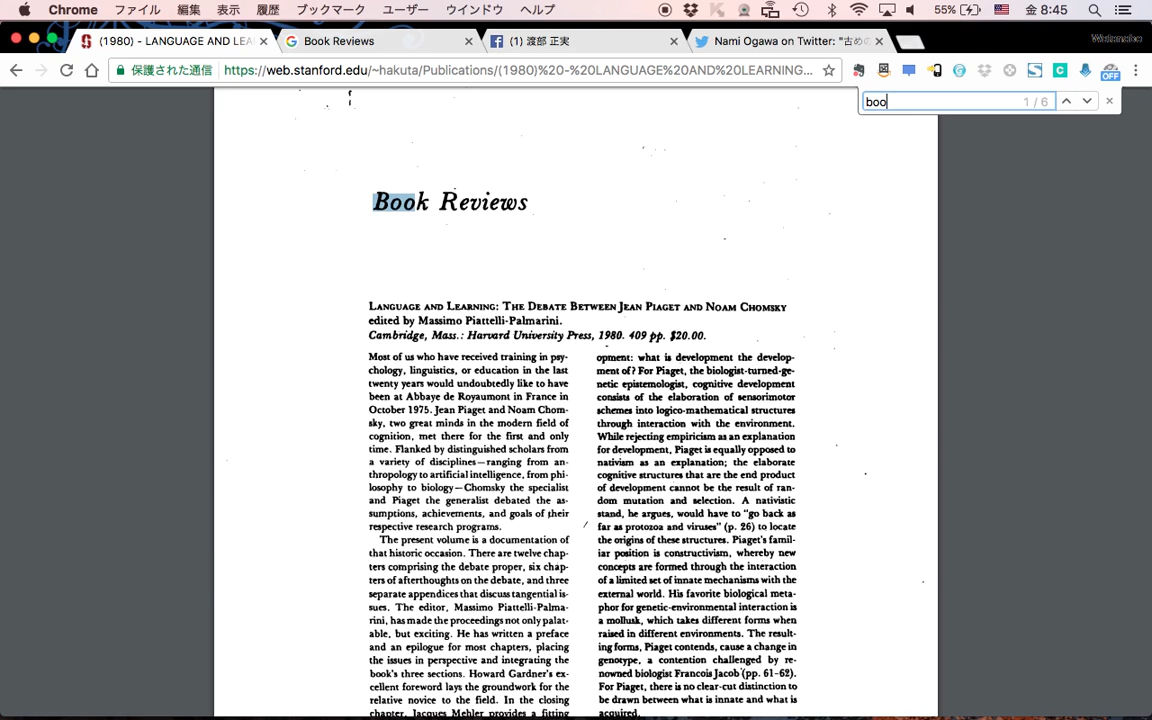 Chrome ファイル 編集 表示 履歴 ブックマーク ユーザー ウインドウ ヘルプ 55% 金 8:45
(1980) - LANGUAGE AND LEA
Book Reviews
(1) 渡部 正実
Nami Ogawa on Twitter: "古めの
Watanabe
保護された通信 https://web.stanford.edu/~hakuta/Publications/(1980)%20-%20LANGUAGE%20AND%20LEARNING...
OFF
boo 1 / 6
Book Reviews
LANGUAGE AND LEARNING: THE DEBATE BETWEEN JEAN PIAGET AND NOAM CHOMSKY
edited by Massimo Piattelli-Palmarini.
Cambridge, Mass.: Harvard University Press, 1980. 409 pp. $20.00.
Most of us who have received training in psy-
chology, linguistics, or education in the last
twenty years would undoubtedly like to have
been at Abbaye de Royaumont in France in
October 1975. Jean Piaget and Noam Chom-
sky, two great minds in the modern field of
cognition, met there for the first and only
time. Flanked by distinguished scholars from
a variety of disciplines—ranging from an-
thropology to artificial intelligence, from phi-
losophy to biology—Chomsky the specialist
and Piaget the generalist debated the as-
sumptions, achievements, and goals of their
respective research programs.
The present volume is a documentation of
that historic occasion. There are twelve chap-
ters comprising the debate proper, six chap-
ters of afterthoughts on the debate, and three
separate appendices that discuss tangential is-
sues. The editor, Massimo Piattelli-Palma-
rini, has made the proceedings not only palat-
able, but exciting. He has written a preface
and an epilogue for most chapters, placing
the issues in perspective and integrating the
book's three sections. Howard Gardner's ex-
cellent foreword lays the groundwork for the
relative novice to the field. In the closing
chapter, Jacques Mehler provides a fitting
opment: what is development the develop-
ment of? For Piaget, the biologist-turned-ge-
netic epistemologist, cognitive development
consists of the elaboration of sensorimotor
schemes into logico-mathematical structures
through interaction with the environment.
While rejecting empiricism as an explanation
for development, Piaget is equally opposed to
nativism as an explanation; the elaborate
cognitive structures that are the end product
of development cannot be the result of ran-
dom mutation and selection. A nativistic
stand, he argues, would have to "go back as
far as protozoa and viruses" (p. 26) to locate
the origins of these structures. Piaget's famil-
iar position is constructivism, whereby new
concepts are formed through the interaction
of a limited set of innate mechanisms with the
external world. His favorite biological meta-
phor for genetic-environmental interaction is
a mollusk, which takes different forms when
raised in different environments. The result-
ing forms, Piaget contends, cause a change in
genotype, a contention challenged by re-
nowned biologist Francois Jacob (pp. 61-62).
For Piaget, there is no clear-cut distinction to
be drawn between what is innate and what is
acquired.